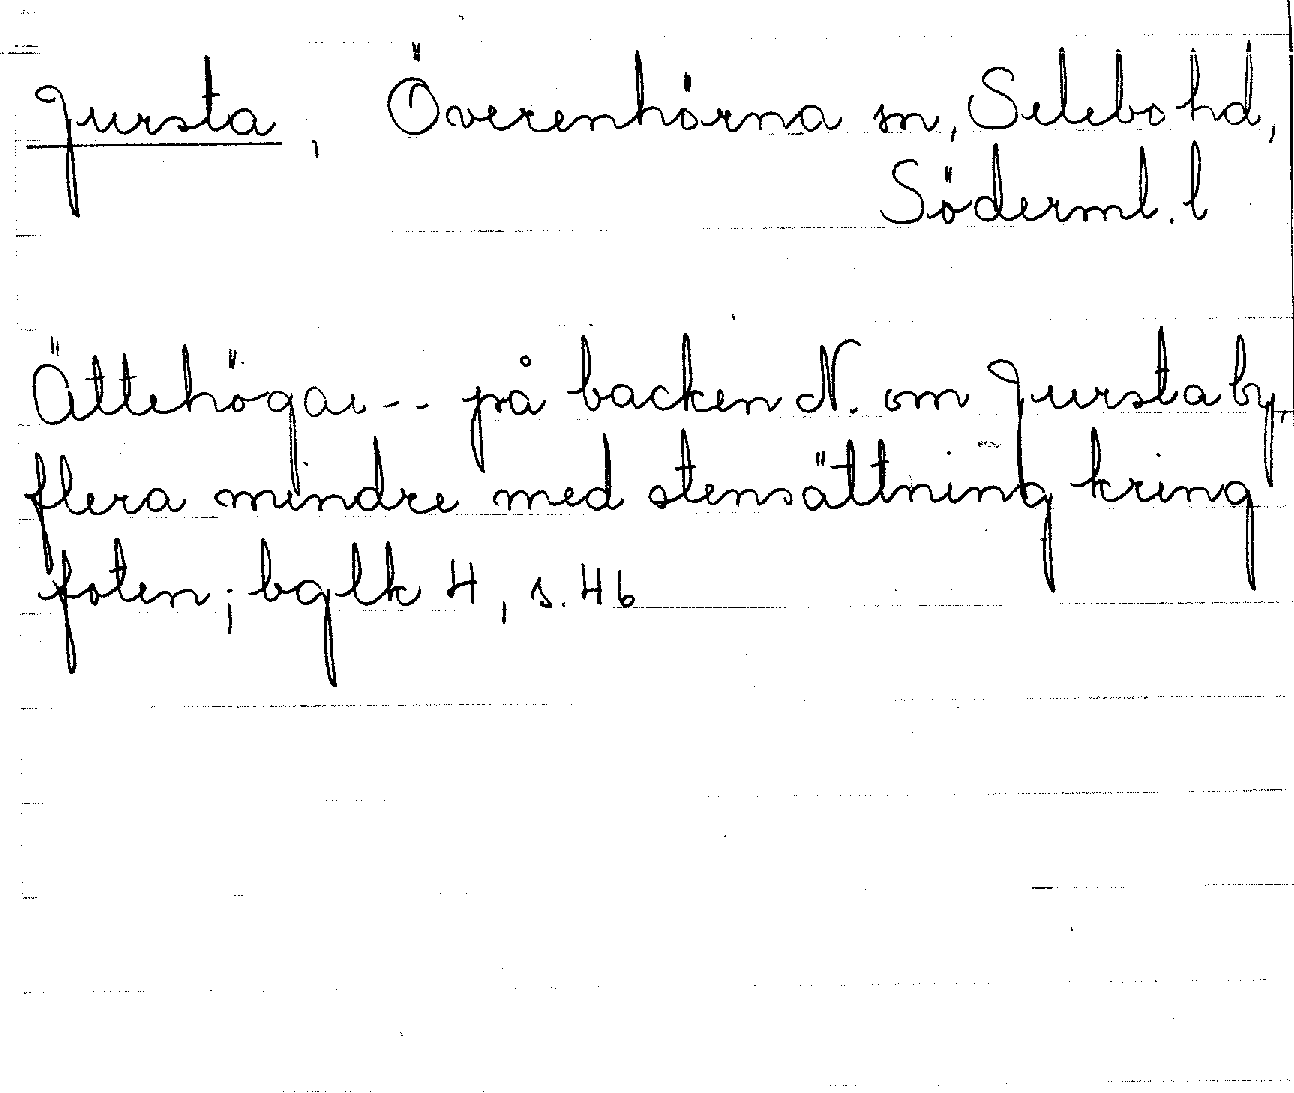 Jursta, Överenhörna sn, Selebo hd,
Söderml. l
Ättehögar -- på backen N. om Jursta by,
flera mindre med stensättning kring
foten; bglk 4, s. 46